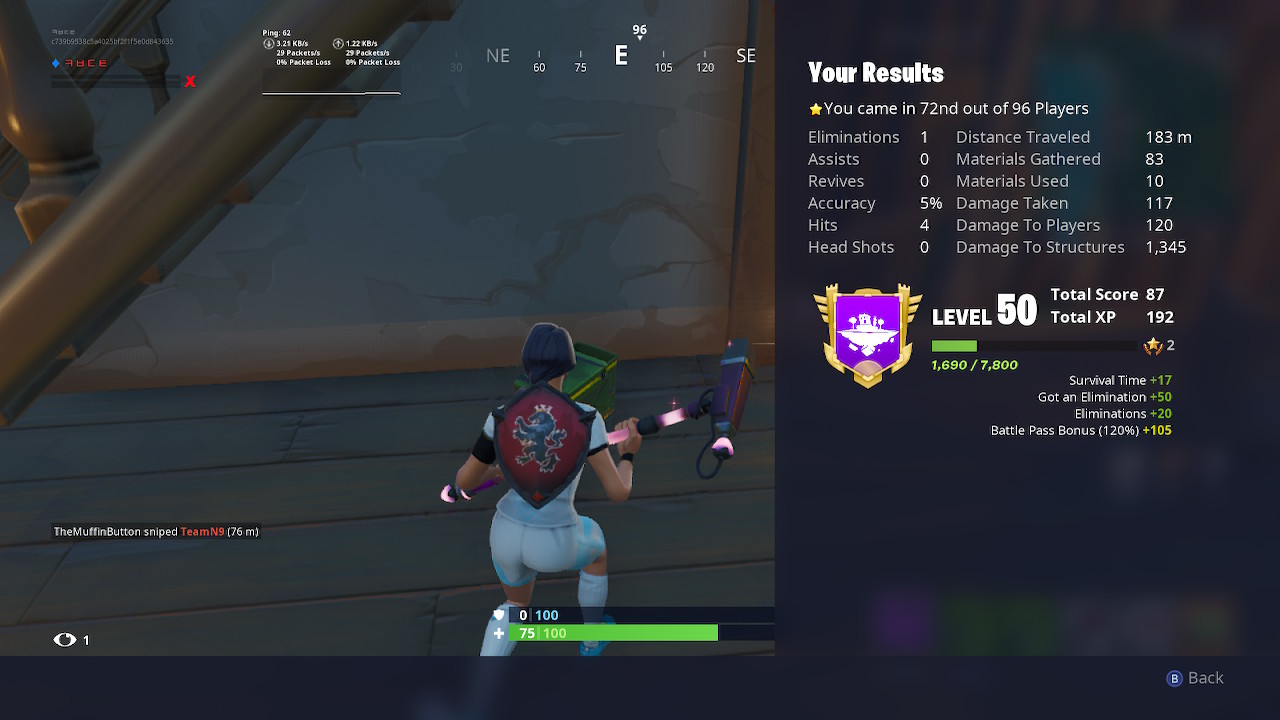 AUCE
Ping: 62
3.21 KB/s 1.22 KB/s
29 Packets/s 29 Packets/s
0% Packet Loss 0% Packet Loss
96
30 NE 60 75 E 105 120 SE
TheMuffinButton sniped TeamN9 (76 m)
1
0 | 100
75 | 100
Your Results
You came in 72nd out of 96 Players
Eliminations 1 Distance Traveled 183 m
Assists 0 Materials Gathered 83
Revives 0 Materials Used 10
Accuracy 5% Damage Taken 117
Hits 4 Damage To Players 120
Head Shots 0 Damage To Structures 1,345
LEVEL 50
Total Score 87
Total XP 192
2
1,690 / 7,800
Survival Time +17
Got an Elimination +50
Eliminations +20
Battle Pass Bonus (120%) +105
B Back